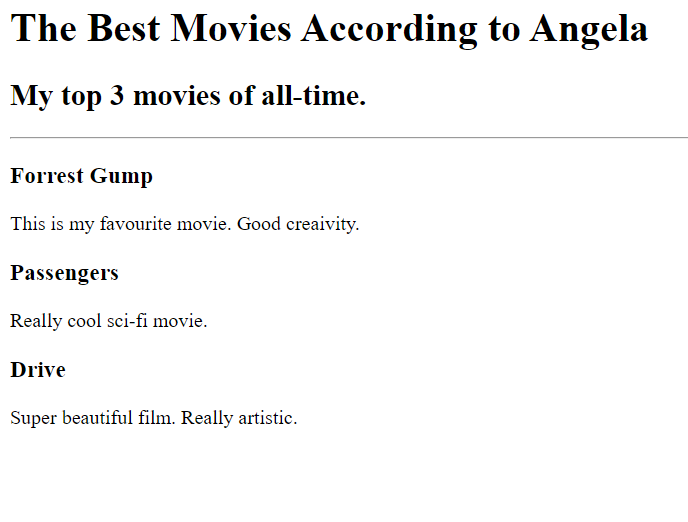 The Best Movies According to Angela
My top 3 movies of all-time.
Forrest Gump
This is my favourite movie. Good creaivity.
Passengers
Really cool sci-fi movie.
Drive
Super beautiful film. Really artistic.